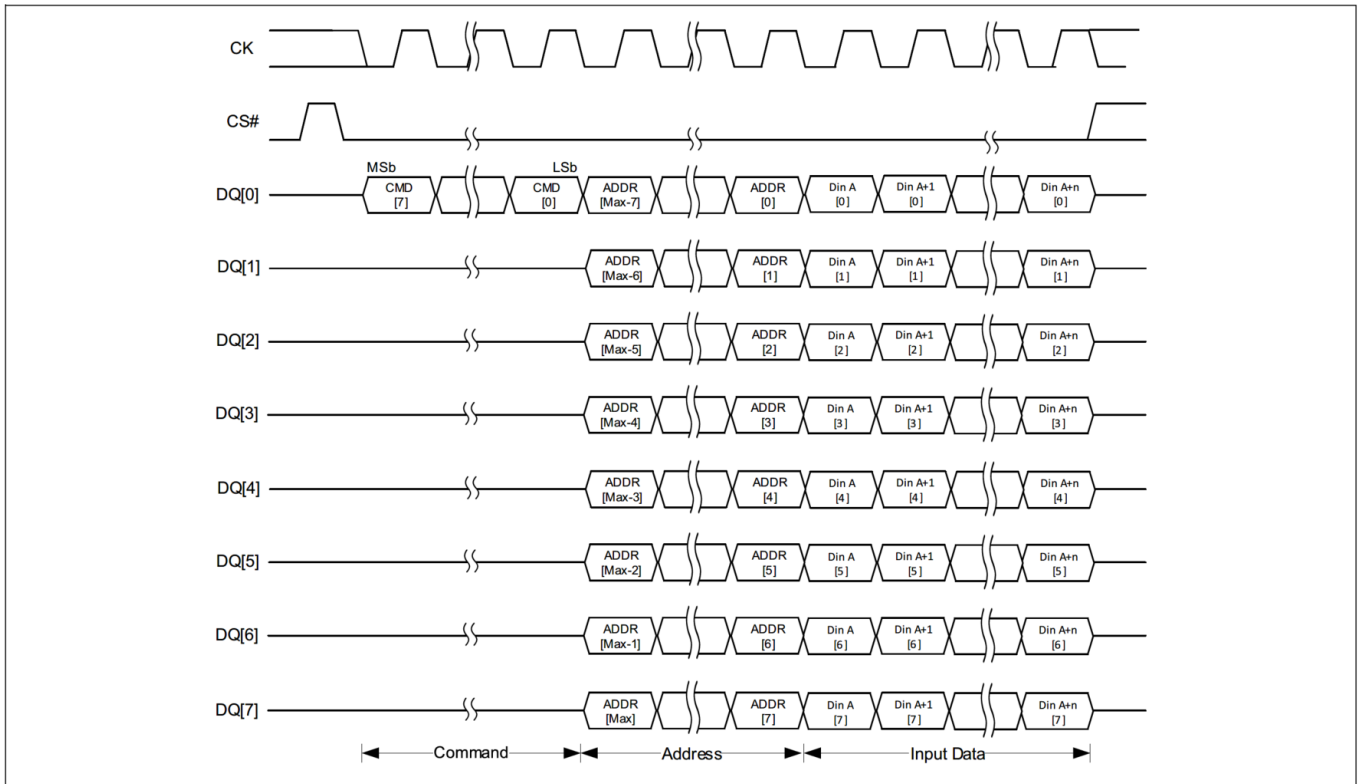 CK
CS#
MSb LSb
DQ[0] CMD [7] CMD [0] ADDR [Max-7] ADDR [0] Din A [0] Din A+1 [0] Din A+n [0]
DQ[1] ADDR [Max-6] ADDR [1] Din A [1] Din A+1 [1] Din A+n [1]
DQ[2] ADDR [Max-5] ADDR [2] Din A [2] Din A+1 [2] Din A+n [2]
DQ[3] ADDR [Max-4] ADDR [3] Din A [3] Din A+1 [3] Din A+n [3]
DQ[4] ADDR [Max-3] ADDR [4] Din A [4] Din A+1 [4] Din A+n [4]
DQ[5] ADDR [Max-2] ADDR [5] Din A [5] Din A+1 [5] Din A+n [5]
DQ[6] ADDR [Max-1] ADDR [6] Din A [6] Din A+1 [6] Din A+n [6]
DQ[7] ADDR [Max] ADDR [7] Din A [7] Din A+1 [7] Din A+n [7]
Command Address Input Data